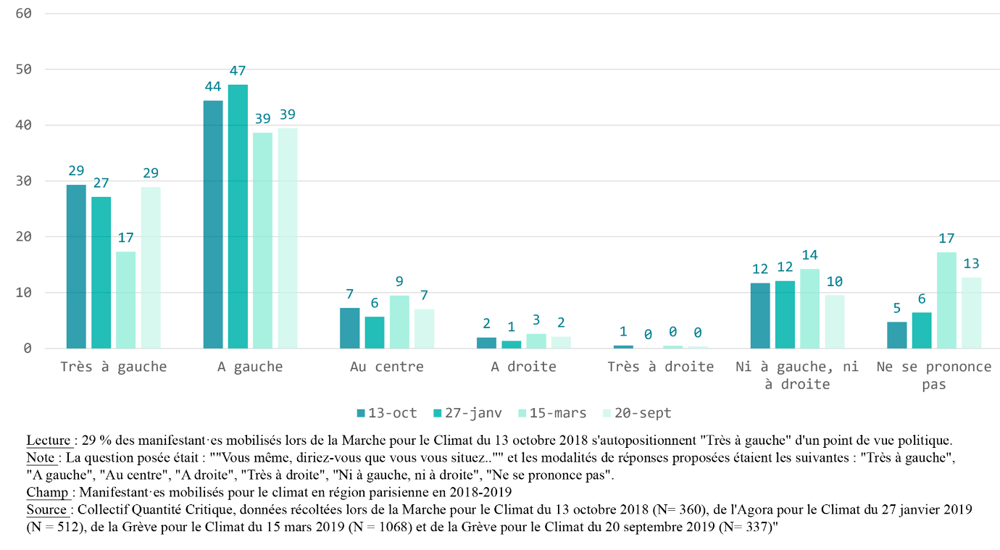 60
50
40
30
20
10
0
29
27
17
29
44
47
39
39
7
6
9
7
2
1
3
2
1
0
0
0
12
12
14
10
5
6
17
13
Très à gauche
A gauche
Au centre
A droite
Très à droite
Ni à gauche, ni
à droite
Ne se prononce
pas
13-oct
27-janv
15-mars
20-sept
Lecture : 29 % des manifestant·es mobilisés lors de la Marche pour le Climat du 13 octobre 2018 s'autopositionnent "Très à gauche" d'un point de vue politique.
Note : La question posée était : ""Vous même, diriez-vous que vous vous situez.."" et les modalités de réponses proposées étaient les suivantes : "Très à gauche",
"A gauche", "Au centre", "A droite", "Très à droite", "Ni à gauche, ni à droite", "Ne se prononce pas".
Champ : Manifestant·es mobilisés pour le climat en région parisienne en 2018-2019
Source : Collectif Quantité Critique, données récoltées lors de la Marche pour le Climat du 13 octobre 2018 (N= 360), de l'Agora pour le Climat du 27 janvier 2019
(N = 512), de la Grève pour le Climat du 15 mars 2019 (N = 1068) et de la Grève pour le Climat du 20 septembre 2019 (N= 337)"